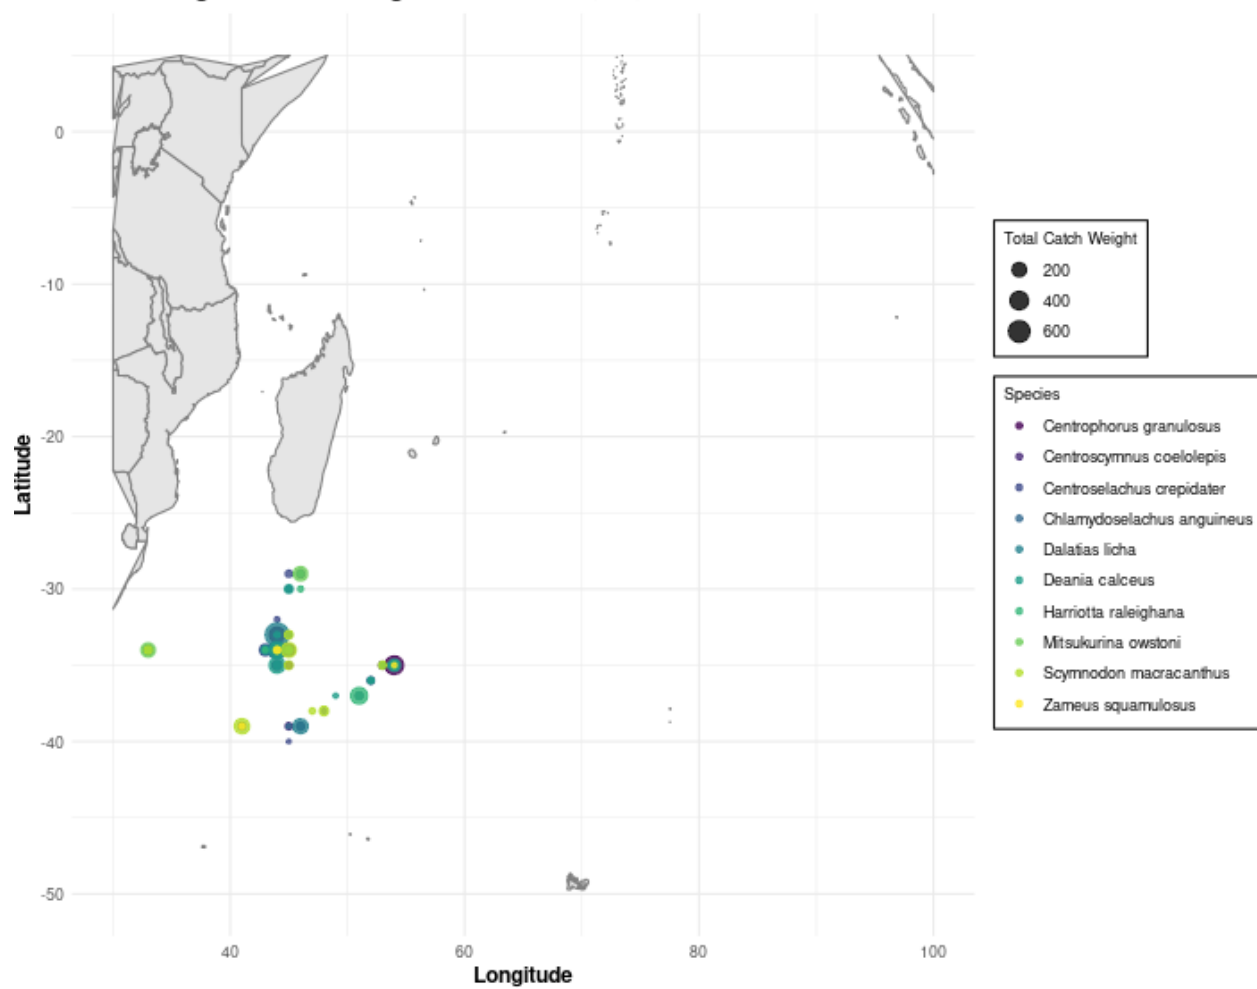 0
-10
-20
-30
-40
-50
40
60
80
100
Latitude
Longitude
Total Catch Weight
200
400
600
Species
Centrophorus granulosus
Centroscymnus coelolepis
Centroselachus crepidater
Chlamydoselachus anguineus
Dalatias licha
Deania calceus
Harriotta raleighana
Mitsukurina owstoni
Scymnodon macracanthus
Zameus squamulosus